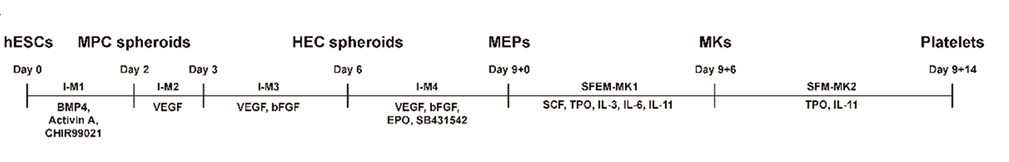 hESCs MPC spheroids HEC spheroids MEPs MKs Platelets
Day 0 Day 2 Day 3 Day 6 Day 9+0 Day 9+6 Day 9+14
I-M1 I-M2 I-M3 I-M4 SFEM-MK1 SFM-MK2
BMP4, VEGF VEGF, bFGF VEGF, bFGF, SCF, TPO, IL-3, IL-6, IL-11 TPO, IL-11
Activin A, EPO, SB431542
CHIR99021